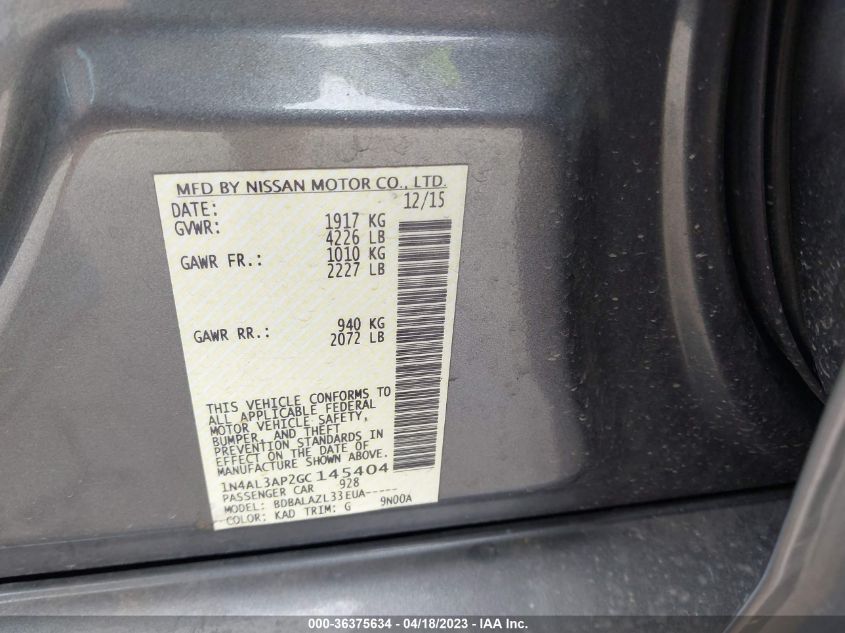 MFD BY NISSAN MOTOR CO., LTD.
DATE: 12/15
GVWR: 1917 KG
4226 LB
GAWR FR.: 1010 KG
2227 LB
GAWR RR.: 940 KG
2072 LB
THIS VEHICLE CONFORMS TO
ALL APPLICABLE FEDERAL
MOTOR VEHICLE SAFETY,
BUMPER, AND THEFT
PREVENTION STANDARDS IN
EFFECT ON THE DATE OF
MANUFACTURE SHOWN ABOVE.
1N4AL3AP2GC145404
PASSENGER CAR 928
MODEL: BDBALAZL33EUA-----
COLOR: KAD TRIM: G 9N00A
000-36375634 - 04/18/2023 - © IAA, Inc.